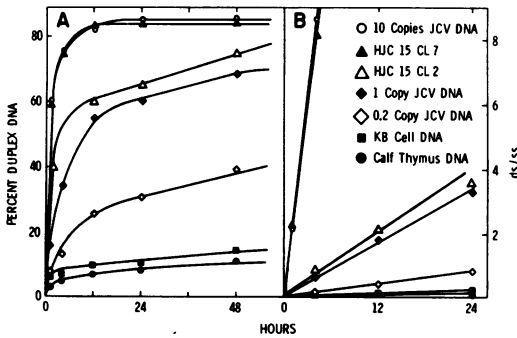 A
B
PERCENT DUPLEX DNA
80
60
40
20
0
0
12
24
36
48
0
12
24
HOURS
10 Copies JCV DNA
HJC 15 CL 7
HJC 15 CL 2
1 Copy JCV DNA
0.2 Copy JCV DNA
KB Cell DNA
Calf Thymus DNA
8
6
4
2
ds/ss